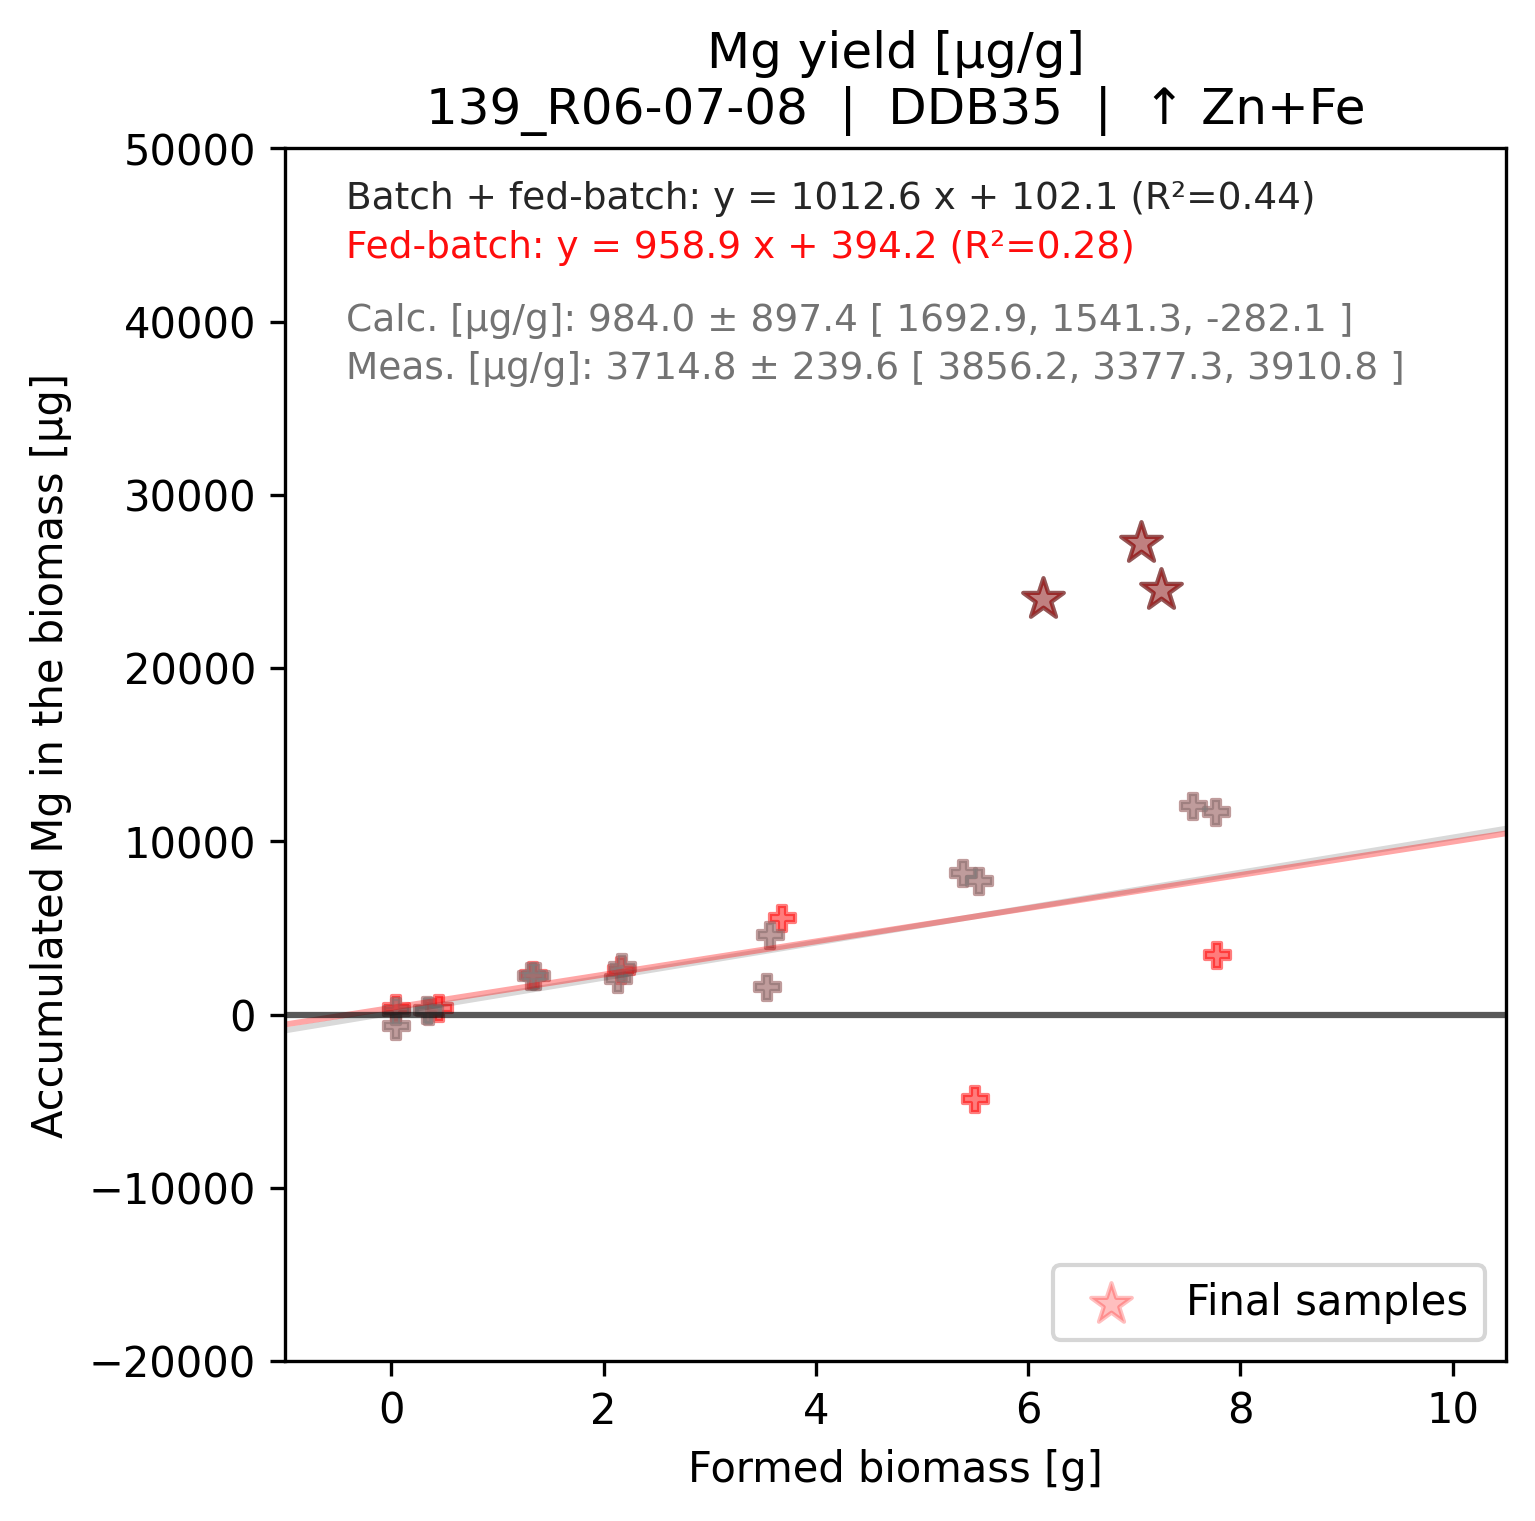 Mg yield [µg/g]
139_R06-07-08 | DDB35 | ↑ Zn+Fe
50000
Batch + fed-batch: y = 1012.6 x + 102.1 (R²=0.44)
Fed-batch: y = 958.9 x + 394.2 (R²=0.28)
Calc. [µg/g]: 984.0 ± 897.4 [ 1692.9, 1541.3, -282.1 ]
Meas. [µg/g]: 3714.8 ± 239.6 [ 3856.2, 3377.3, 3910.8 ]
40000
30000
20000
10000
0
−10000
−20000
Accumulated Mg in the biomass [µg]
Final samples
0 2 4 6 8 10
Formed biomass [g]